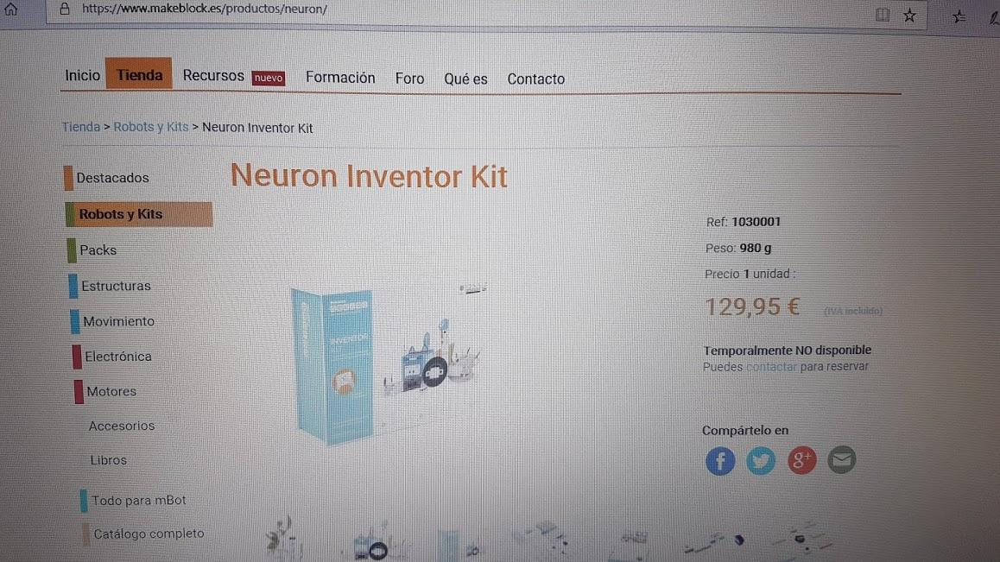 https://www.makeblock.es/productos/neuron/
Inicio Tienda Recursos nuevo Formación Foro Qué es Contacto
Tienda > Robots y Kits > Neuron Inventor Kit
Neuron Inventor Kit
Destacados
Robots y Kits
Packs
Estructuras
Movimiento
Electrónica
Motores
Accesorios
Libros
Todo para mBot
Catálogo completo
INVENTOR
Ref: 1030001
Peso: 980 g
Precio 1 unidad :
129,95 € (IVA incluido)
Temporalmente NO disponible
Puedes contactar para reservar
Compártelo en
f g+